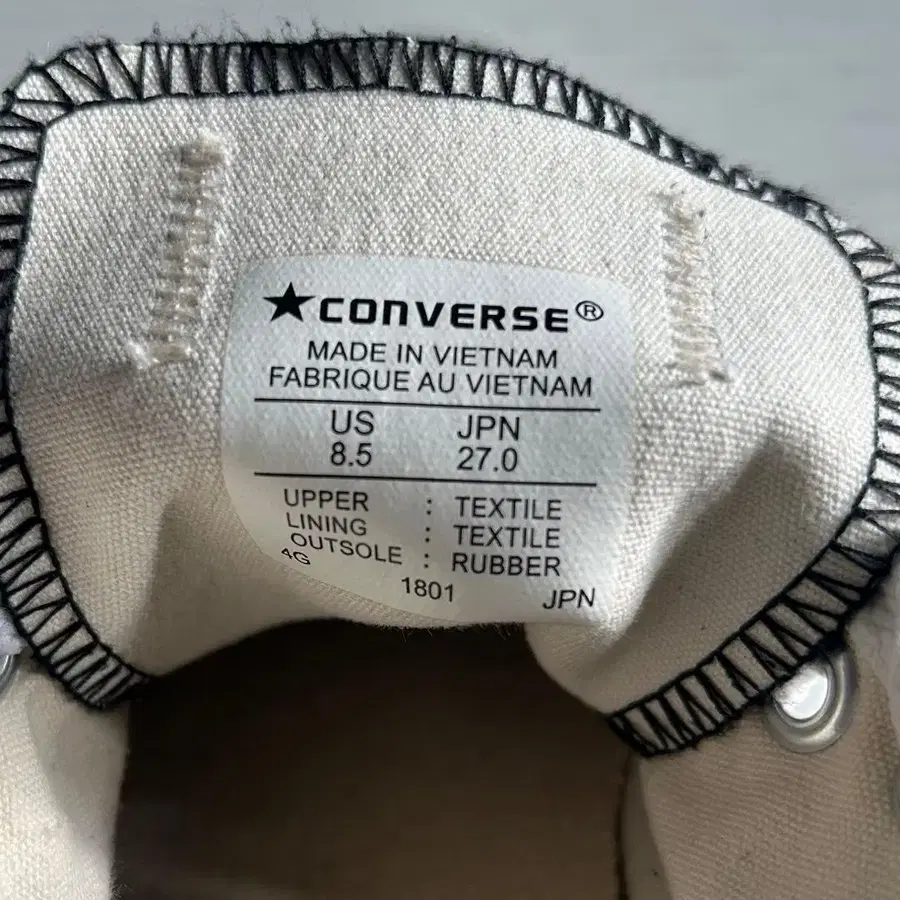 ★CONVERSE®
MADE IN VIETNAM
FABRIQUE AU VIETNAM
US JPN
8.5 27.0
UPPER : TEXTILE
LINING : TEXTILE
OUTSOLE : RUBBER
4G 1801 JPN